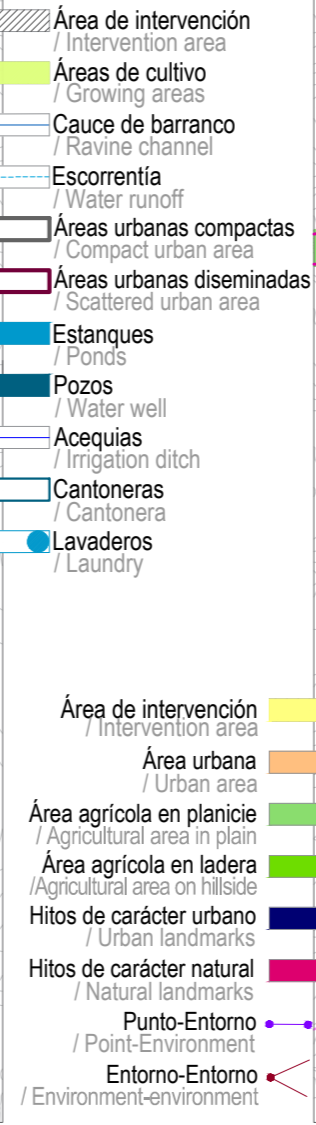 Área de intervención
/ Intervention area
Áreas de cultivo
/ Growing areas
Cauce de barranco
/ Ravine channel
Escorrentía
/ Water runoff
Áreas urbanas compactas
/ Compact urban area
Áreas urbanas diseminadas
/ Scattered urban area
Estanques
/ Ponds
Pozos
/ Water well
Acequias
/ Irrigation ditch
Cantoneras
/ Cantonera
Lavaderos
/ Laundry
Área de intervención
/ Intervention area
Área urbana
/ Urban area
Área agrícola en planicie
/ Agricultural area in plain
Área agrícola en ladera
/Agricultural area on hillside
Hitos de carácter urbano
/ Urban landmarks
Hitos de carácter natural
/ Natural landmarks
Punto-Entorno
/ Point-Environment
Entorno-Entorno
/ Environment-environment